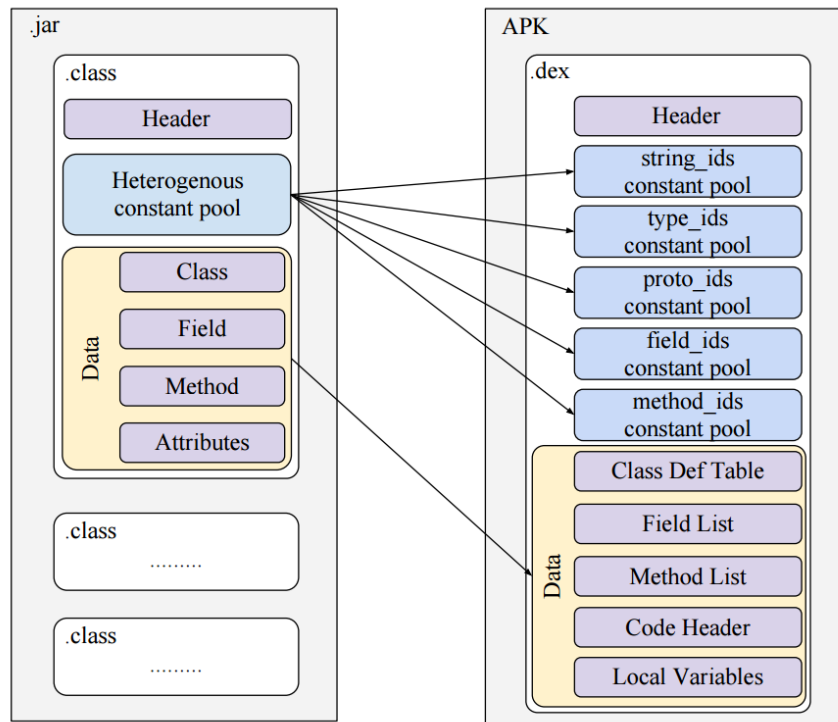 .jar
.class
Header
Heterogenous
constant pool
Data
Class
Field
Method
Attributes
.class
.........
.class
.........
APK
.dex
Header
string_ids
constant pool
type_ids
constant pool
proto_ids
constant pool
field_ids
constant pool
method_ids
constant pool
Data
Class Def Table
Field List
Method List
Code Header
Local Variables